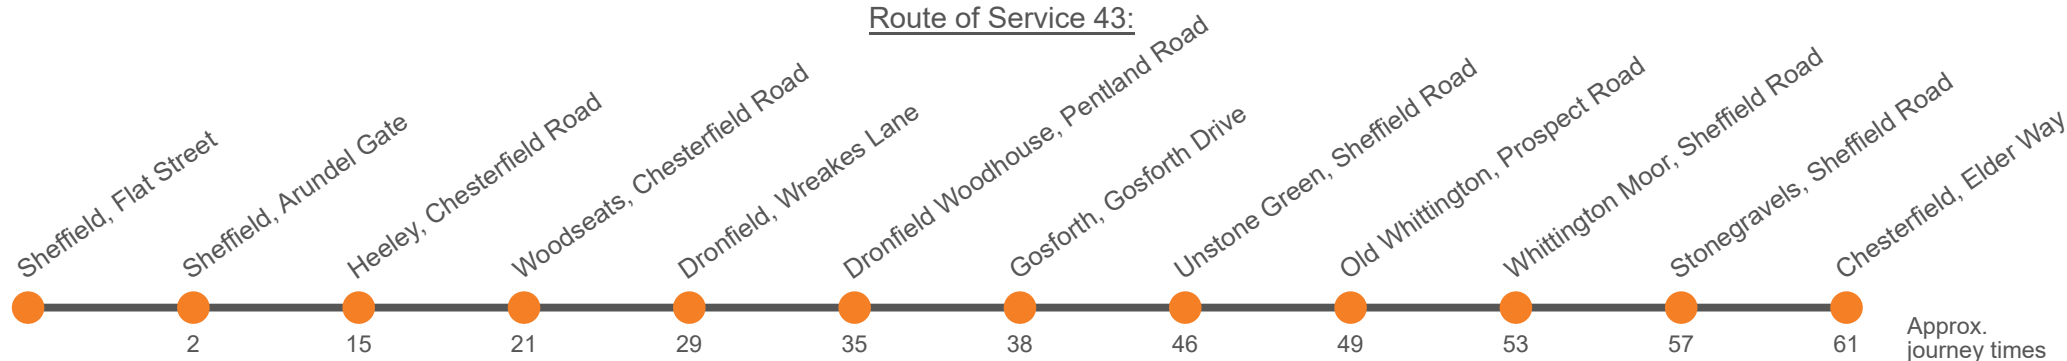 Route of Service 43:
Sheffield, Flat Street
Sheffield, Arundel Gate
Heeley, Chesterfield Road
Woodseats, Chesterfield Road
Dronfield, Wreakes Lane
Dronfield Woodhouse, Pentland Road
Gosforth, Gosforth Drive
Unstone Green, Sheffield Road
Old Whittington, Prospect Road
Whittington Moor, Sheffield Road
Stonegravels, Sheffield Road
Chesterfield, Elder Way
2 15 21 29 35 38 46 49 53 57 61
Approx.
journey times